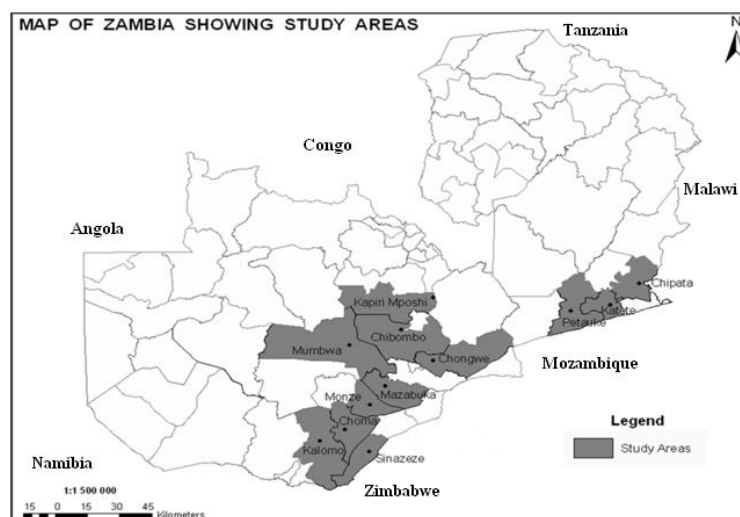 MAP OF ZAMBIA SHOWING STUDY AREAS
N
Tanzania
Congo
Malawi
Angola
Chipata
Kapiri Mposhi
Katete
Petauke
Chibombo
Mumbwa
Chongwe
Mozambique
Mazabuka
Monze
Choma
Legend
Kalomo
Study Areas
Sinazeze
Namibia
Zimbabwe
1:1 500 000
15 0 15 30 45
Kilometers